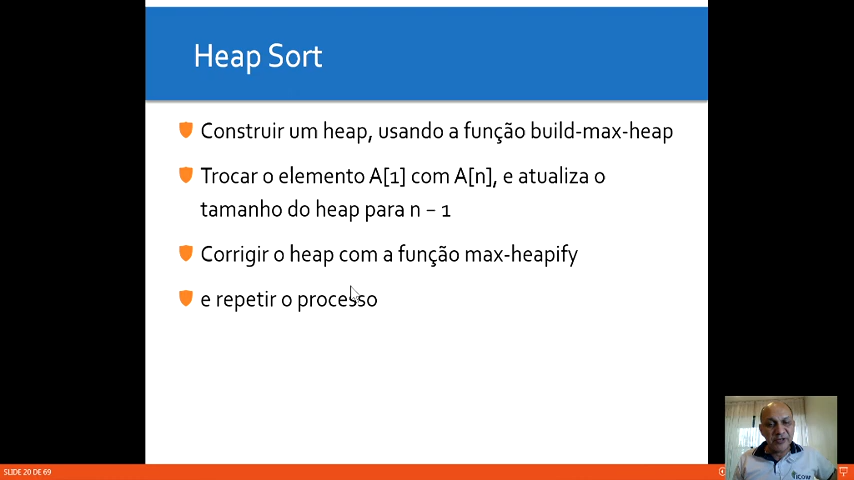 Heap Sort
Construir um heap, usando a função build-max-heap
Trocar o elemento A[1] com A[n], e atualiza o
tamanho do heap para n – 1
Corrigir o heap com a função max-heapify
e repetir o processo
SLIDE 20 DE 69